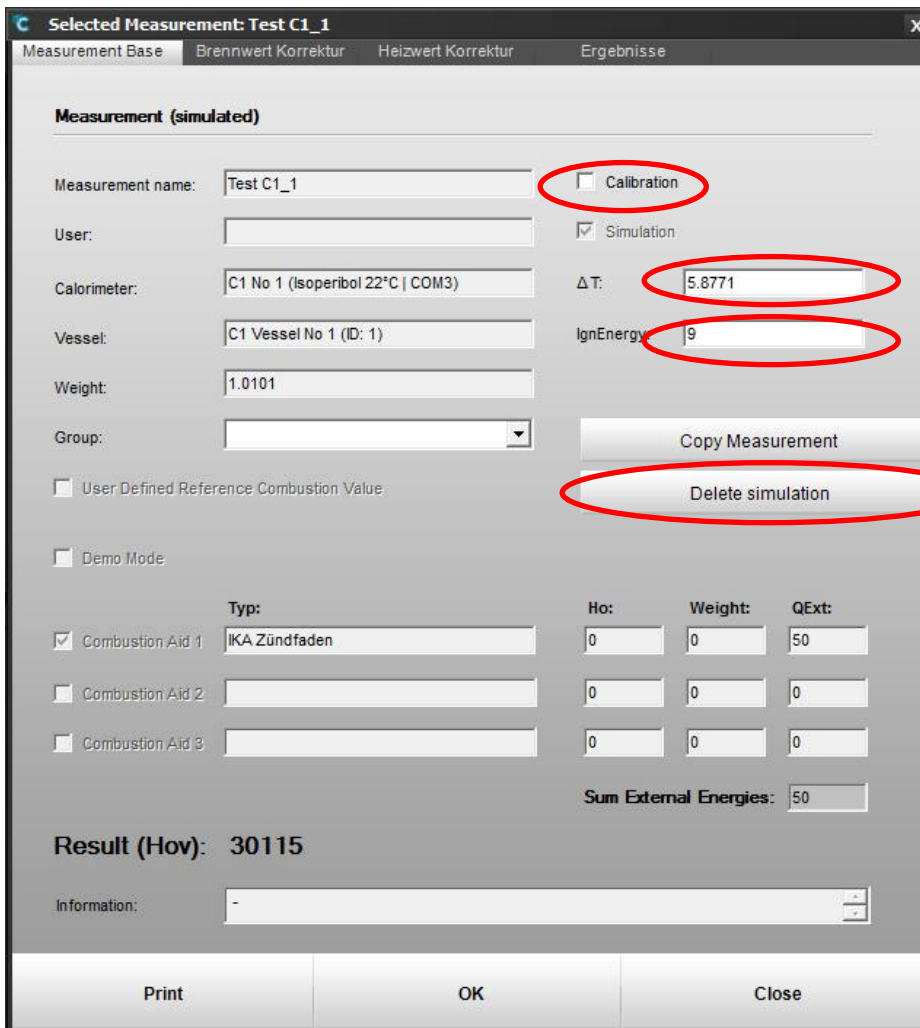 Selected Measurement: Test C1_1 x
Measurement Base Brennwert Korrektur Heizwert Korrektur Ergebnisse
Measurement (simulated)
Measurement name: Test C1_1 Calibration
User: Simulation
Calorimeter: C1 No 1 (Isoperibol 22°C | COM3) ΔT: 5.8771
Vessel: C1 Vessel No 1 (ID: 1) IgnEnergy: 9
Weight: 1.0101
Group: Copy Measurement
User Defined Reference Combustion Value Delete simulation
Demo Mode
Typ: Ho: Weight: QExt:
Combustion Aid 1 IKA Zündfaden 0 0 50
Combustion Aid 2 0 0 0
Combustion Aid 3 0 0 0
Sum External Energies: 50
Result (Hov): 30115
Information: -
Print OK Close